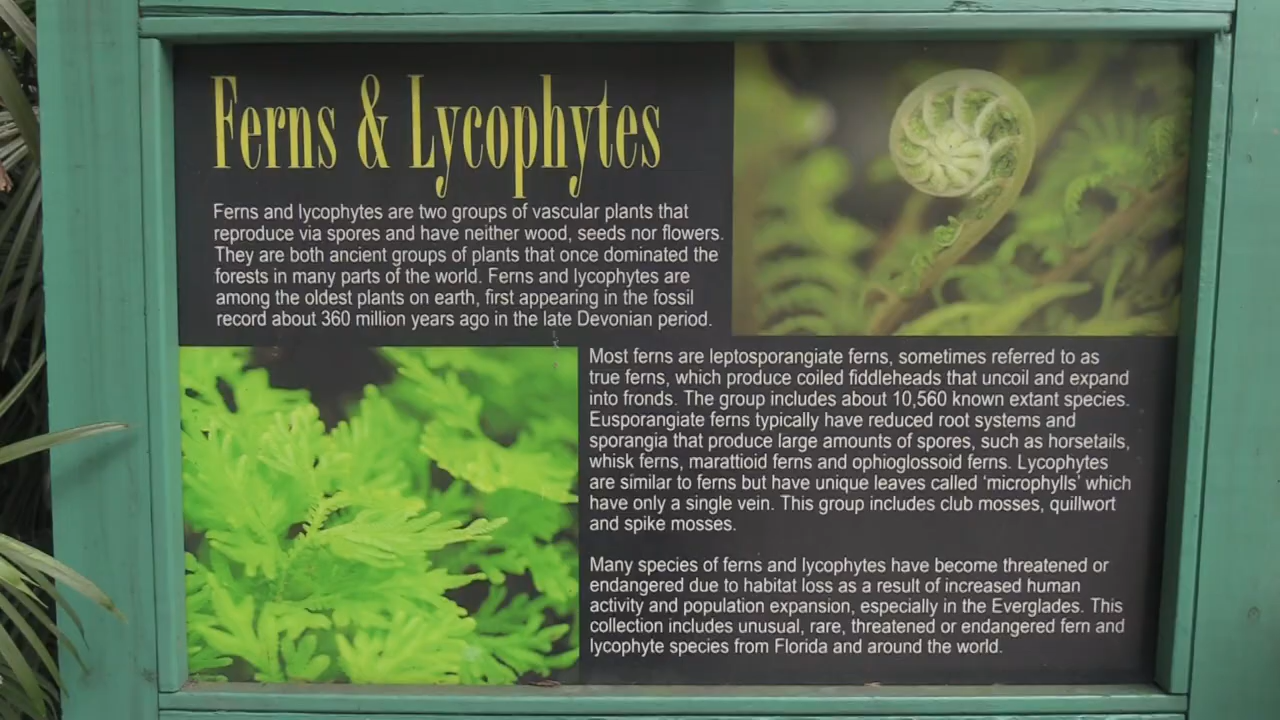 Ferns & Lycophytes
Ferns and lycophytes are two groups of vascular plants that
reproduce via spores and have neither wood, seeds nor flowers.
They are both ancient groups of plants that once dominated the
forests in many parts of the world. Ferns and lycophytes are
among the oldest plants on earth, first appearing in the fossil
record about 360 million years ago in the late Devonian period.
Most ferns are leptosporangiate ferns, sometimes referred to as
true ferns, which produce coiled fiddleheads that uncoil and expand
into fronds. The group includes about 10,560 known extant species.
Eusporangiate ferns typically have reduced root systems and
sporangia that produce large amounts of spores, such as horsetails,
whisk ferns, marattioid ferns and ophioglossoid ferns. Lycophytes
are similar to ferns but have unique leaves called ‘microphylls’ which
have only a single vein. This group includes club mosses, quillwort
and spike mosses.
Many species of ferns and lycophytes have become threatened or
endangered due to habitat loss as a result of increased human
activity and population expansion, especially in the Everglades. This
collection includes unusual, rare, threatened or endangered fern and
lycophyte species from Florida and around the world.